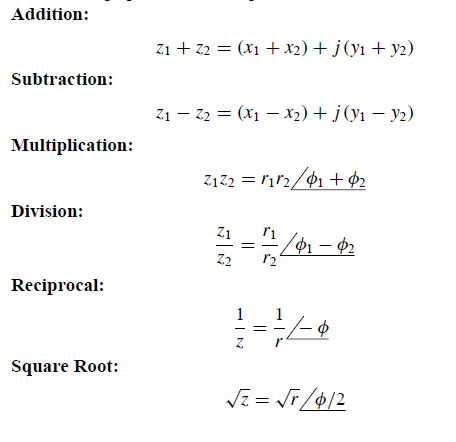 Addition:
z₁ + z₂ = (x₁ + x₂) + j(y₁ + y₂)
Subtraction:
z₁ − z₂ = (x₁ − x₂) + j(y₁ − y₂)
Multiplication:
z₁z₂ = r₁r₂∠ϕ₁ + ϕ₂
Division:
z₁/z₂ = r₁/r₂ ∠ϕ₁ − ϕ₂
Reciprocal:
1/z = 1/r ∠−ϕ
Square Root:
√z = √r∠ϕ/2